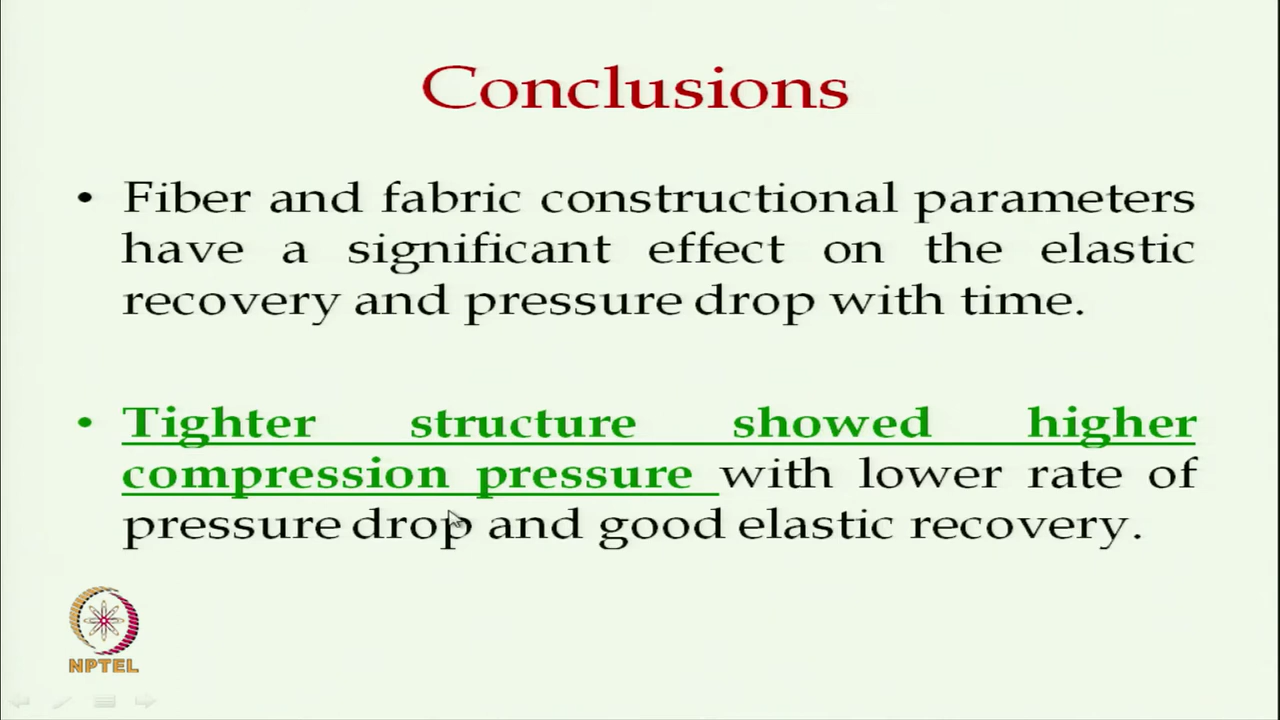 Conclusions
• Fiber and fabric constructional parameters
have a significant effect on the elastic
recovery and pressure drop with time.
• Tighter structure showed higher
compression pressure with lower rate of
pressure drop and good elastic recovery.
NPTEL